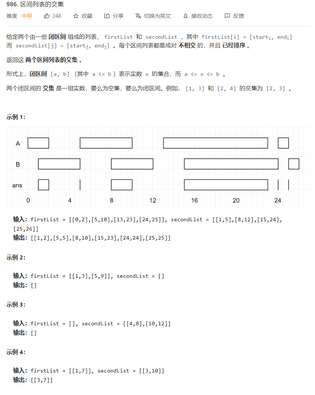 986. 区间列表的交集
难度 中等 248 收藏 分享 切换为英文 接收动态 反馈
给定两个由一些 闭区间 组成的列表，firstList 和 secondList ，其中 firstList[i] = [starti, endi]
而 secondList[j] = [startj, endj] 。每个区间列表都是成对 不相交 的，并且 已经排序 。
返回这 两个区间列表的交集 。
形式上，闭区间 [a, b]（其中 a <= b）表示实数 x 的集合，而 a <= x <= b 。
两个闭区间的 交集 是一组实数，要么为空集，要么为闭区间。例如，[1, 3] 和 [2, 4] 的交集为 [2, 3] 。
示例 1：
A
B
ans
0 4 8 12 16 20 24
输入：firstList = [[0,2],[5,10],[13,23],[24,25]], secondList = [[1,5],[8,12],[15,24],
[25,26]]
输出：[[1,2],[5,5],[8,10],[15,23],[24,24],[25,25]]
示例 2：
输入：firstList = [[1,3],[5,9]], secondList = []
输出：[]
示例 3：
输入：firstList = [], secondList = [[4,8],[10,12]]
输出：[]
示例 4：
输入：firstList = [[1,7]], secondList = [[3,10]]
输出：[[3,7]]